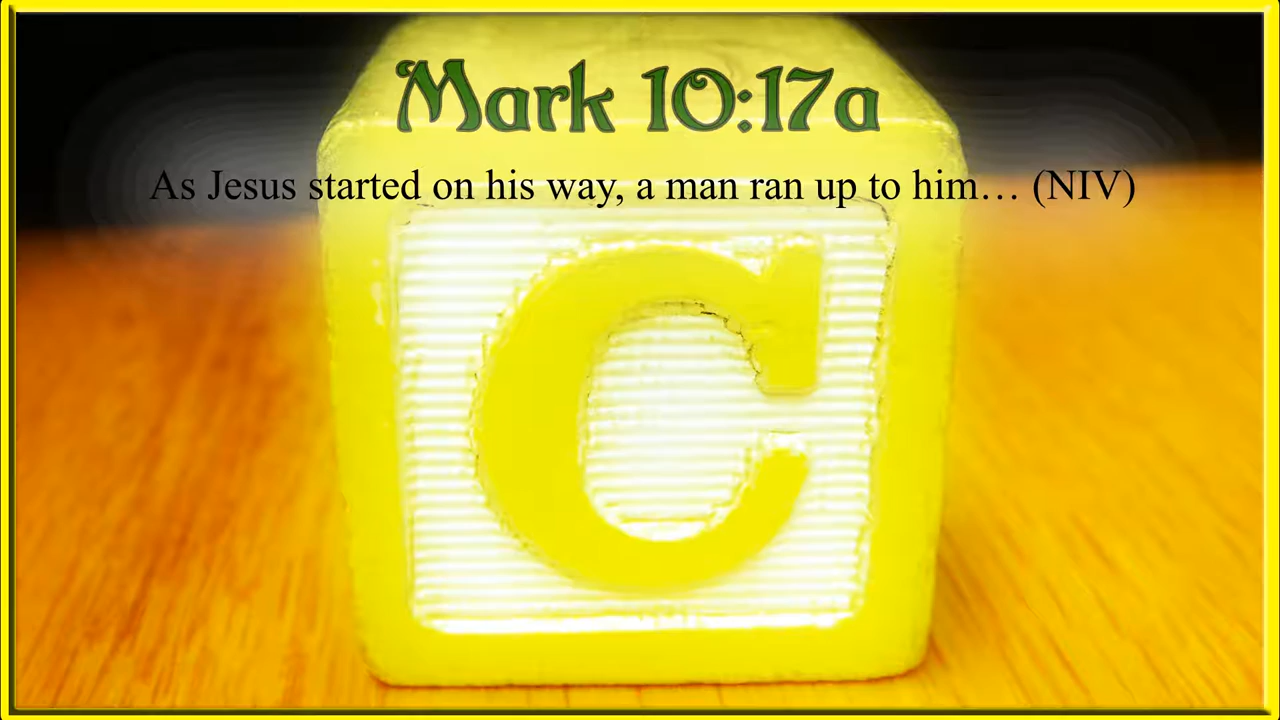 Mark 10:17a
As Jesus started on his way, a man ran up to him… (NIV)
C